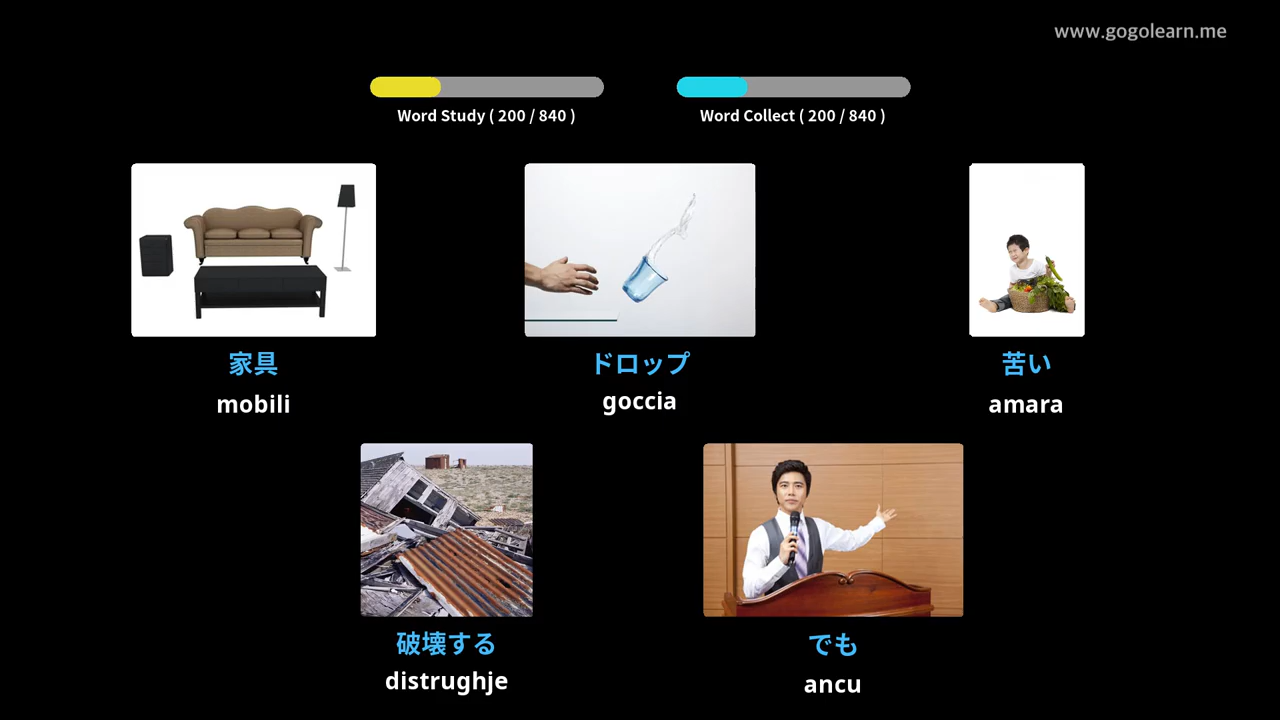 www.gogolearn.me
Word Study ( 200 / 840 )
Word Collect ( 200 / 840 )
家具
mobili
ドロップ
goccia
苦い
amara
破壊する
distrughje
でも
ancu